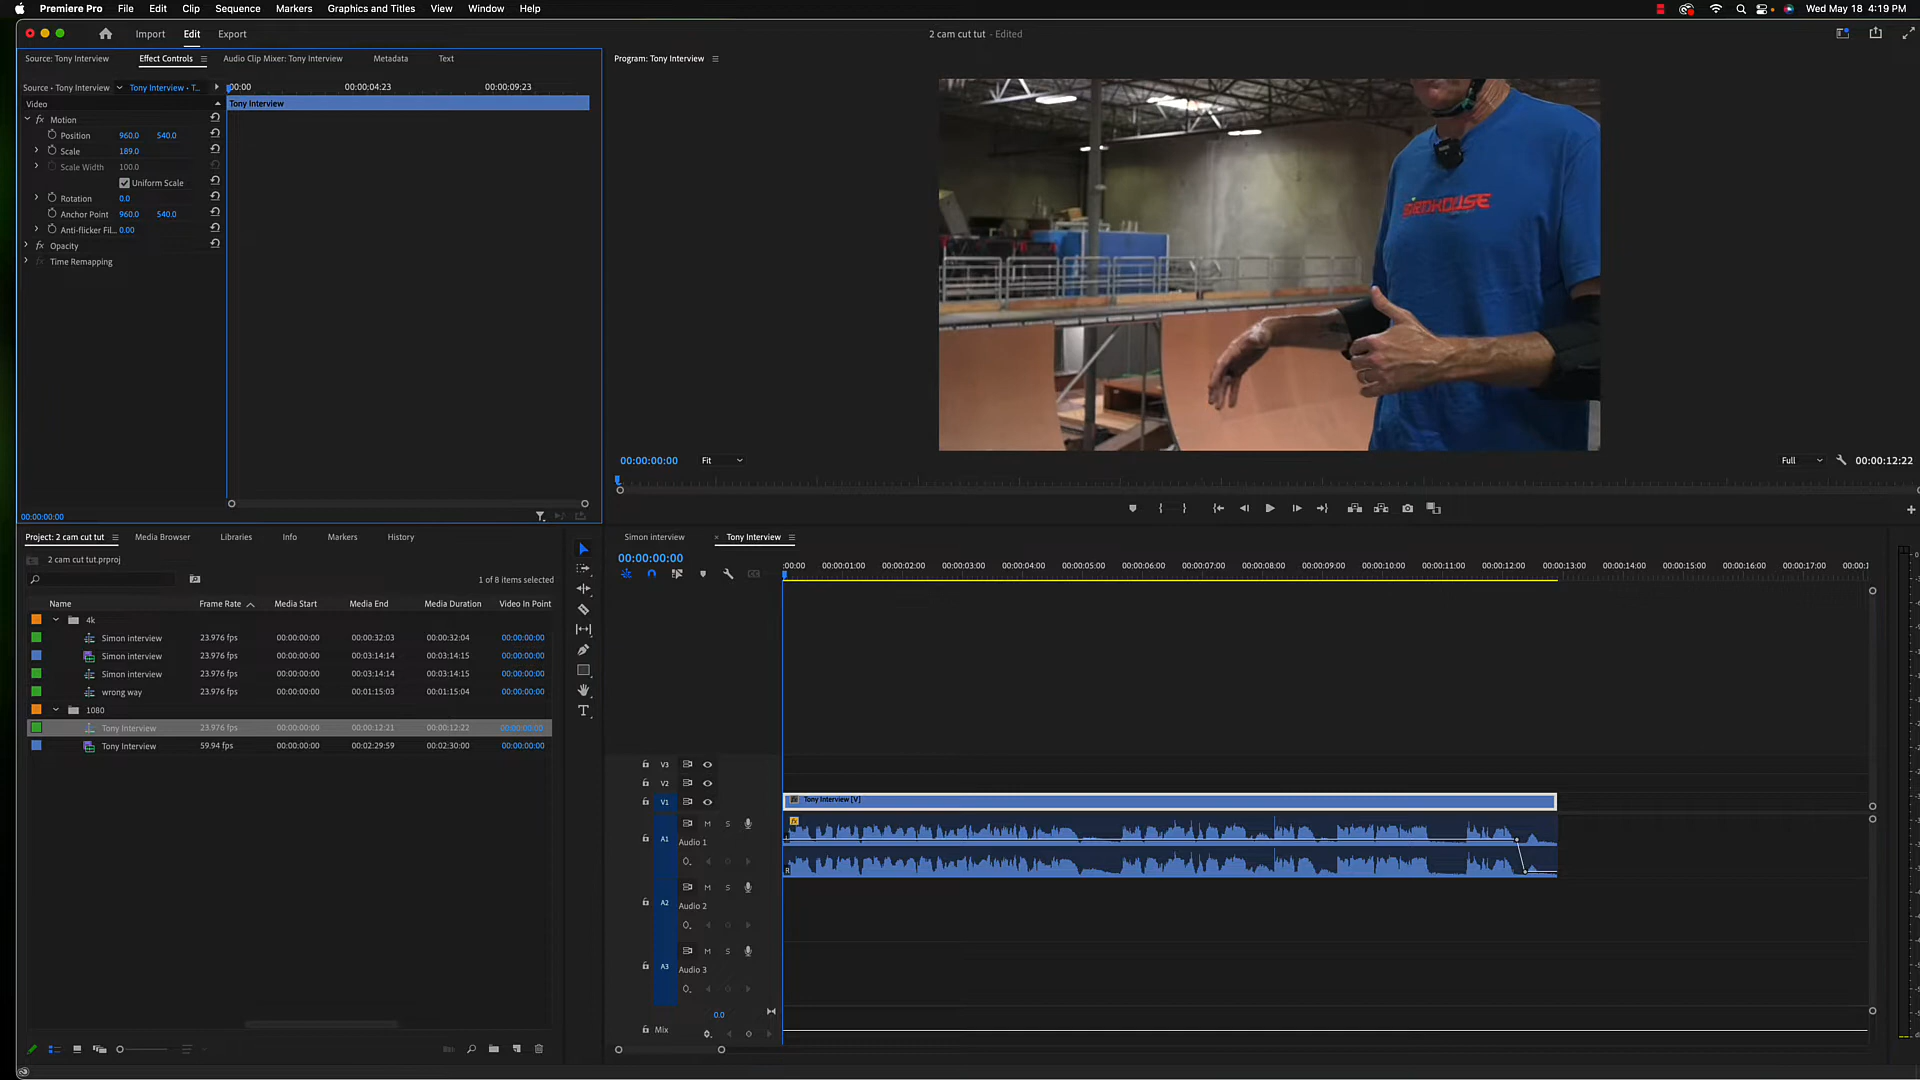 Premiere Pro File Edit Clip Sequence Markers Graphics and Titles View Window Help Wed May 18 4:19 PM
Import Edit Export 2 cam cut tut - Edited
Source: Tony Interview Effect Controls Audio Clip Mixer: Tony Interview Metadata Text Program: Tony Interview
Source • Tony Interview Tony Interview • T... :00:00 00:00:04:23 00:00:09:23
Video Tony Interview
fx Motion
Position 960.0 540.0
Scale 189.0
Scale Width 100.0
Uniform Scale
Rotation 0.0
Anchor Point 960.0 540.0
Anti-flicker Fil... 0.00
fx Opacity
fx Time Remapping
BIRDHOUSE
00:00:00:00 Fit Full 00:00:12:22
00:00:00:00
Project: 2 cam cut tut Media Browser Libraries Info Markers History
2 cam cut tut.prproj
1 of 8 items selected
Name Frame Rate Media Start Media End Media Duration Video In Point
4k
Simon interview 23.976 fps 00:00:00:00 00:00:32:03 00:00:32:04 00:00:00:00
Simon interview 23.976 fps 00:00:00:00 00:03:14:14 00:03:14:15 00:00:00:00
Simon interview 23.976 fps 00:00:00:00 00:03:14:14 00:03:14:15 00:00:00:00
wrong way 23.976 fps 00:00:00:00 00:01:15:03 00:01:15:04 00:00:00:00
1080
Tony Interview 23.976 fps 00:00:00:00 00:00:12:21 00:00:12:22 00:00:00:00
Tony Interview 59.94 fps 00:00:00:00 00:02:29:59 00:02:30:00 00:00:00:00
Simon interview × Tony Interview
00:00:00:00
:00:00 00:00:01:00 00:00:02:00 00:00:03:00 00:00:04:00 00:00:05:00 00:00:06:00 00:00:07:00 00:00:08:00 00:00:09:00 00:00:10:00 00:00:11:00 00:00:12:00 00:00:13:00 00:00:14:00 00:00:15:00 00:00:16:00 00:00:17:00 00:00:1
V3
V2
V1 fx Tony Interview [V]
M S fx
A1 Audio 1
R
M S
A2 Audio 2
M S
A3 Audio 3
0.0
Mix